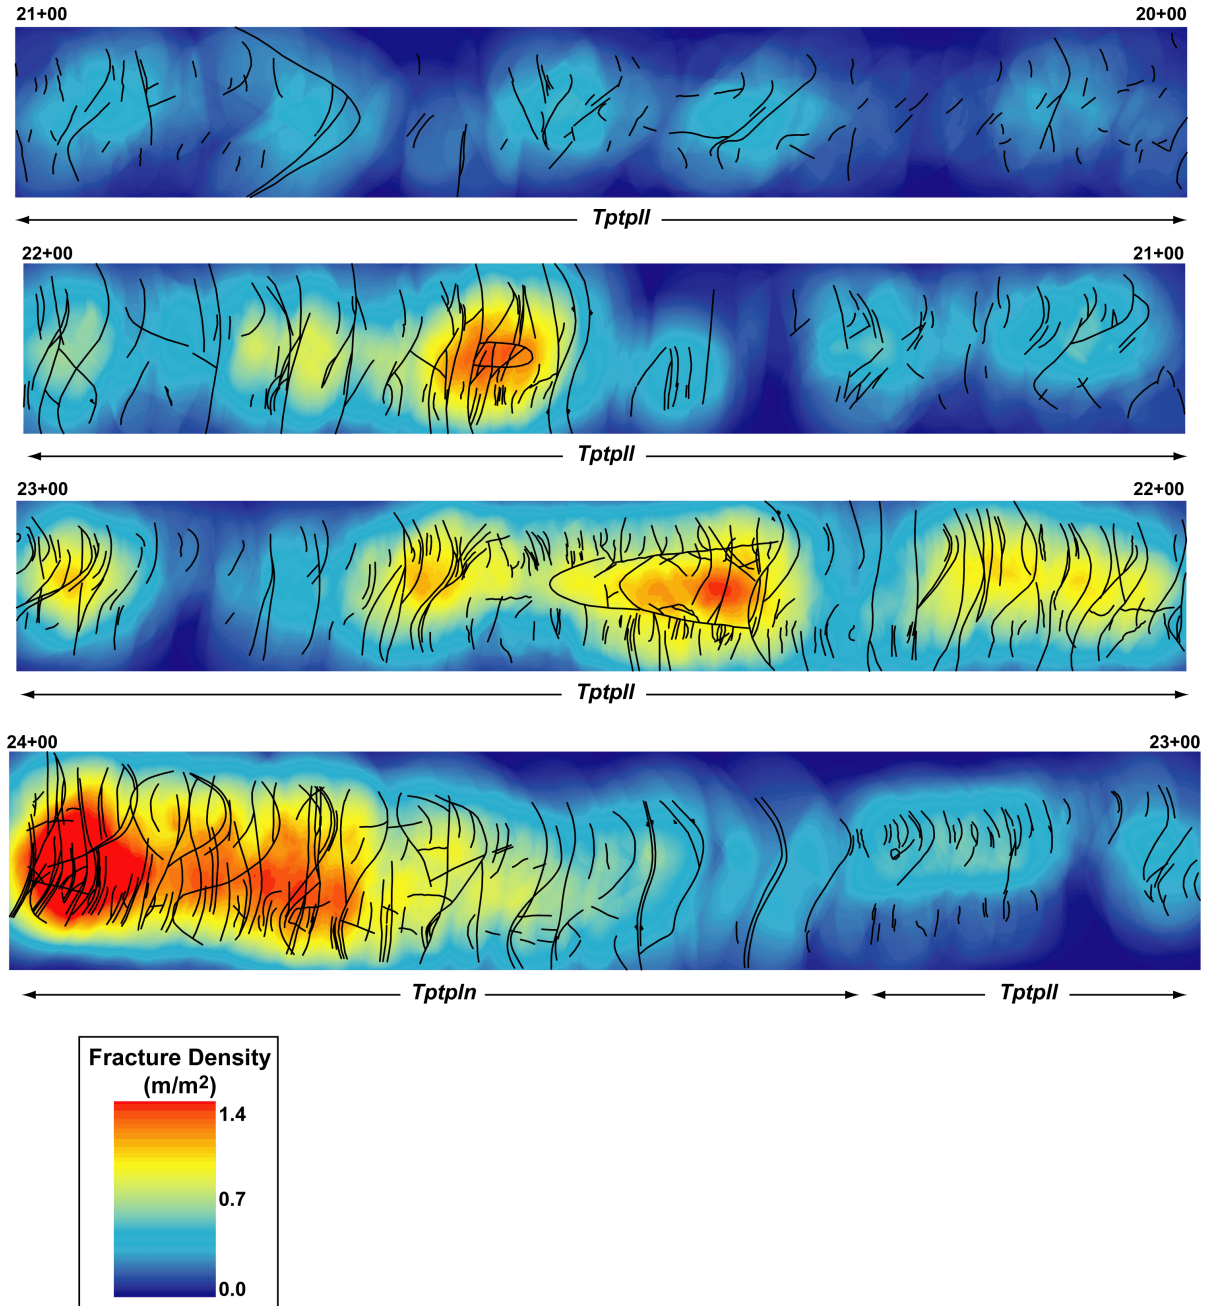 21+00 20+00
Tptpll
22+00 21+00
Tptpll
23+00 22+00
Tptpll
24+00 23+00
Tptpln Tptpll
Fracture Density
(m/m²)
1.4
0.7
0.0